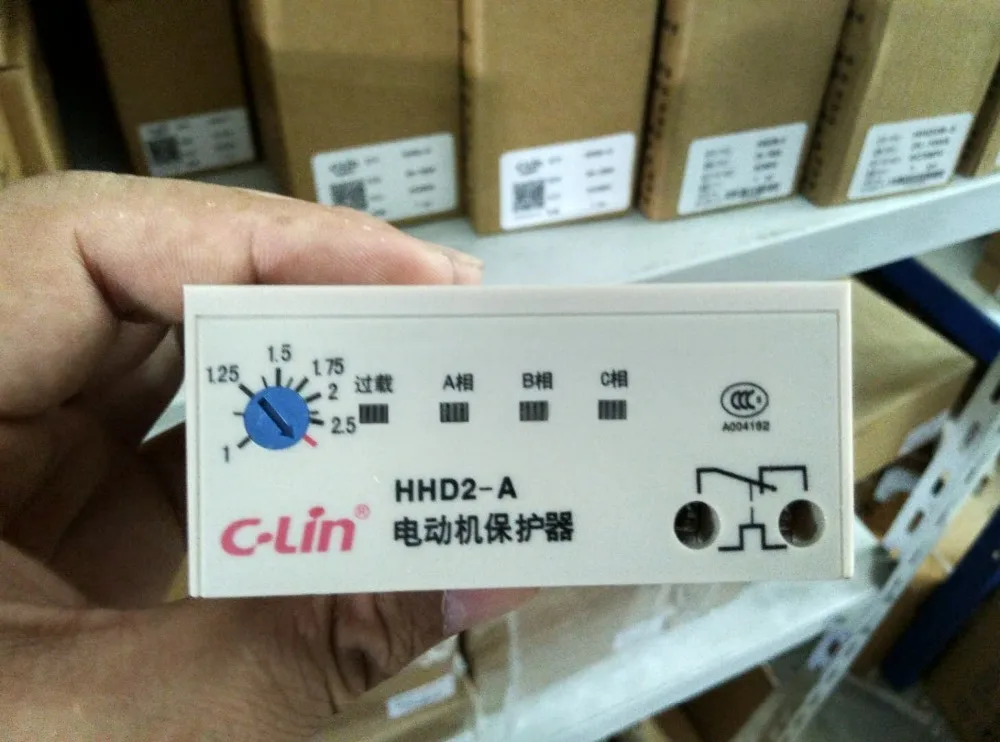 1 1.25 1.5 1.75 2 2.5
过载 A相 B相 C相
CCC
A004192
HHD2-A
C-Lin®
电动机保护器